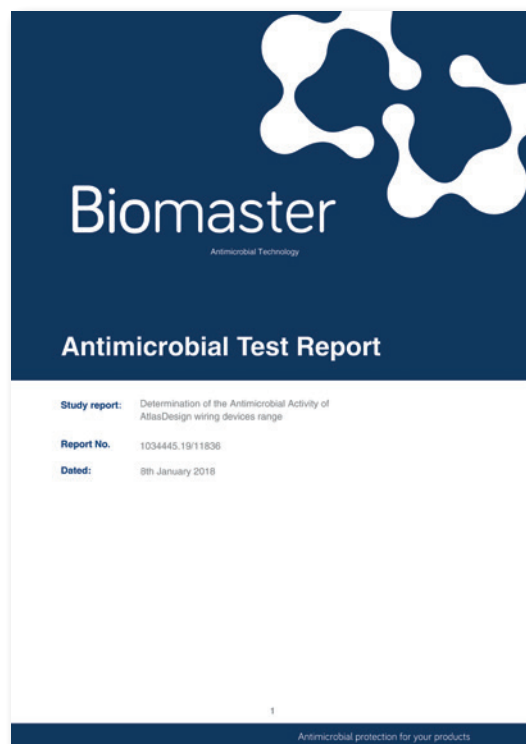 Biomaster
Antimicrobial Technology
Antimicrobial Test Report
Study report: Determination of the Antimicrobial Activity of
AtlasDesign wiring devices range
Report No. 1034445.19/11836
Dated: 8th January 2018
1
Antimicrobial protection for your products